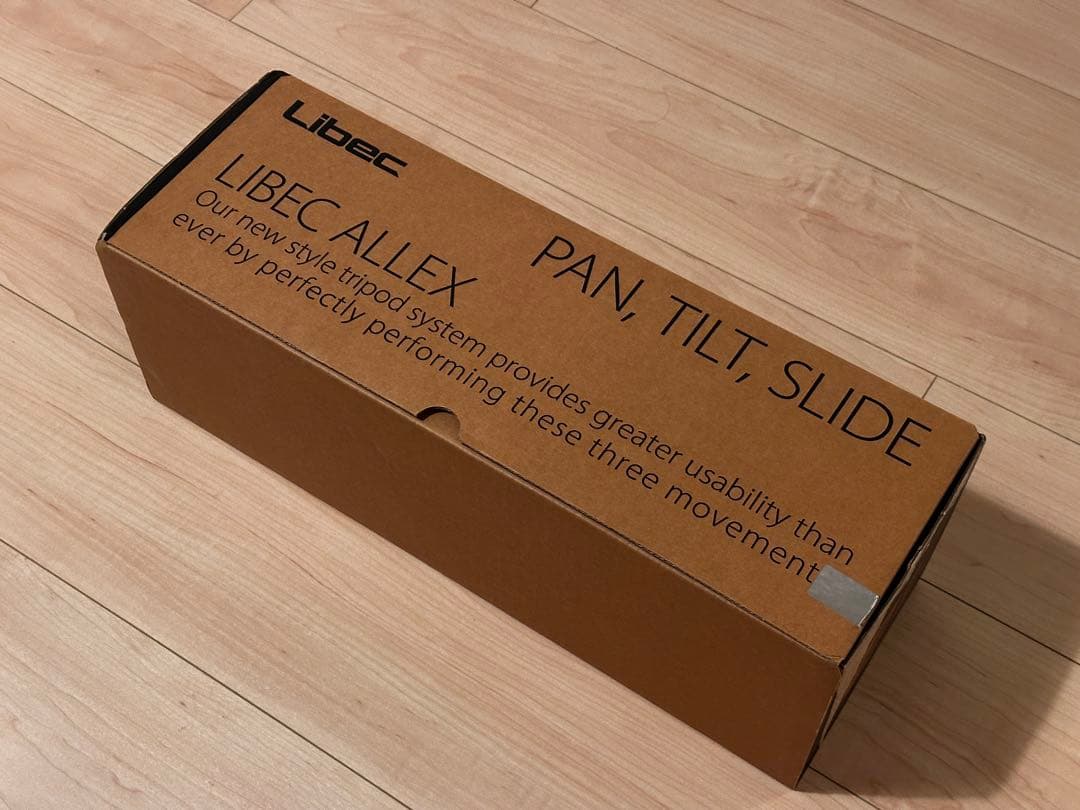 Libec
LIBEC ALLEX
PAN, TILT, SLIDE
Our new style tripod system provides greater usability than
ever by perfectly performing these three movement